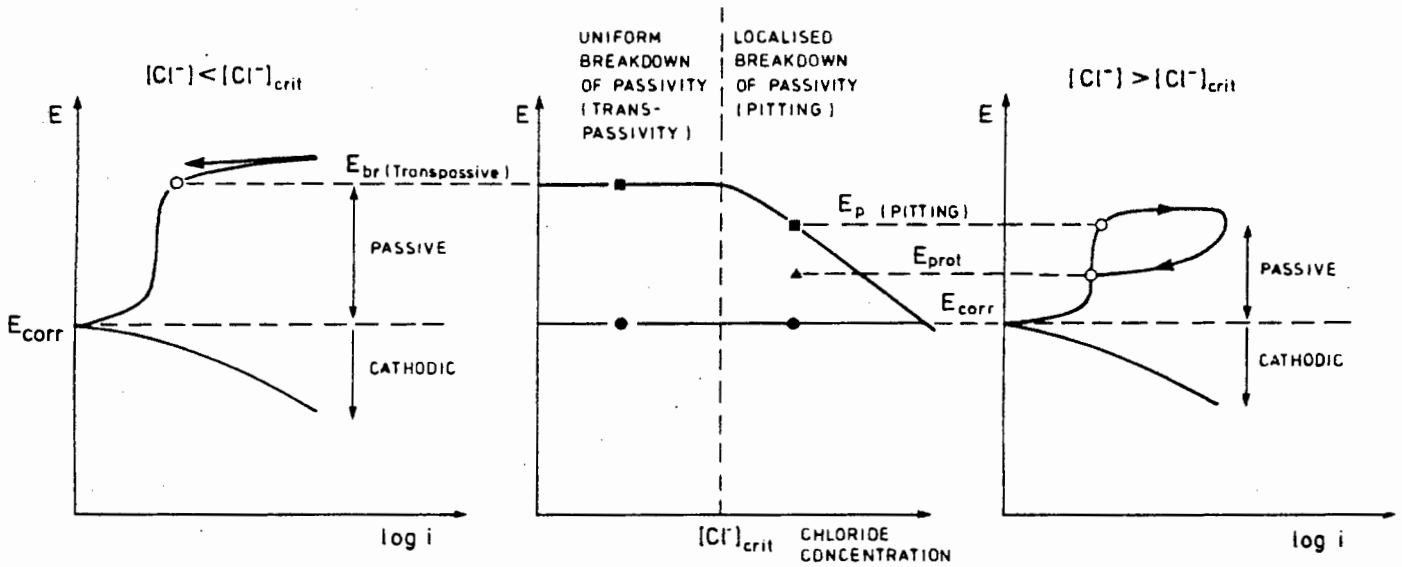 [Cl⁻] < [Cl⁻]crit
E
Ebr (Transpassive)
PASSIVE
Ecorr
CATHODIC
log i
UNIFORM
BREAKDOWN
OF PASSIVITY
(TRANS-
PASSIVITY)
LOCALISED
BREAKDOWN
OF PASSIVITY
(PITTING)
E
[Cl⁻]crit
CHLORIDE
CONCENTRATION
[Cl⁻] > [Cl⁻]crit
E
Ep (PITTING)
Eprot
Ecorr
PASSIVE
CATHODIC
log i